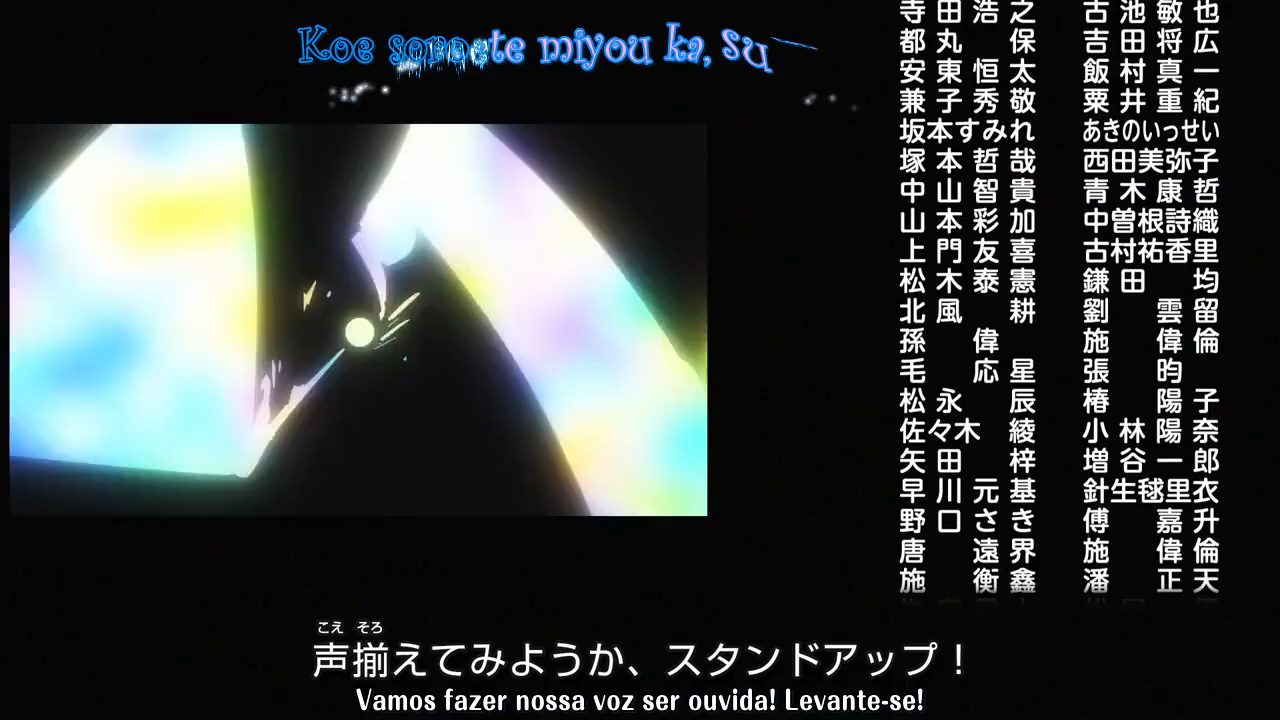 Koe soroete miyou ka, su
寺田浩之 古池敏也
都丸 保 吉田将広
安東恒太 飯村真一
兼子秀敬 粟井重紀
坂本すみれ あきのいっせい
塚本哲哉 西田美弥子
中山智貴 青木康哲
山本彩加 中曽根詩織
上門友喜 古村祐香里
松木泰憲 鎌田 均
北風 耕 劉 雲留
孫 偉 施 偉倫
毛 応星 張 昀
松永 辰 椿 陽子
佐々木 綾 小林陽奈
矢田 梓 増谷一郎
早川元基 針生毬里衣
野口さき 傅 嘉升
唐 遠界 施 偉倫
施 衡鑫 潘 正天
こえ そろ
声揃えてみようか、スタンドアップ!
Vamos fazer nossa voz ser ouvida! Levante-se!